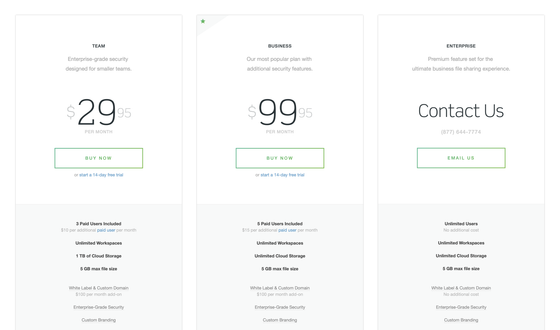 TEAM
Enterprise-grade security
designed for smaller teams.
$2995
PER MONTH
BUY NOW
or start a 14-day free trial
3 Paid Users Included
$15 per additional paid user per month
Unlimited Workspaces
1 TB of Cloud Storage
5 GB max file size
White Label & Custom Domain
$100 per month add-on
Enterprise-Grade Security
Custom Branding
BUSINESS
Our most popular plan with
additional security features.
$9995
PER MONTH
BUY NOW
or start a 14-day free trial
5 Paid Users Included
$15 per additional paid user per month
Unlimited Workspaces
Unlimited Cloud Storage
5 GB max file size
White Label & Custom Domain
$100 per month add-on
Enterprise-Grade Security
Custom Branding
ENTERPRISE
Premium feature set for the
ultimate business file sharing experience.
Contact Us
(877) 644-7774
EMAIL US
Unlimited Users
No additional cost
Unlimited Workspaces
Unlimited Cloud Storage
5 GB max file size
White Label & Custom Domain
No additional cost
Enterprise-Grade Security
Custom Branding